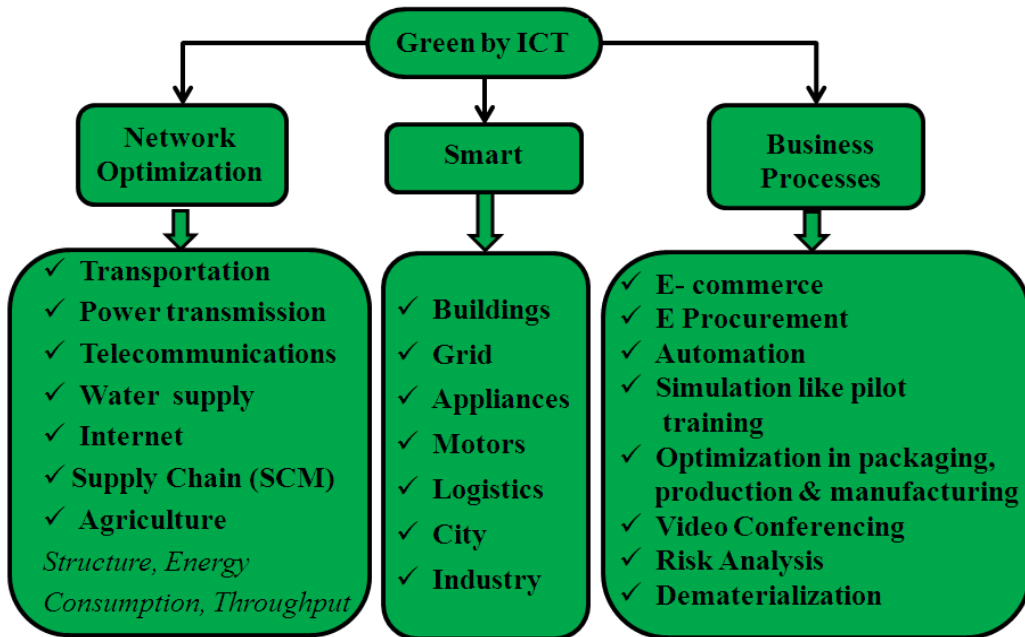 Green by ICT
Network
Optimization
Smart
Business
Processes
✓ Transportation
✓ Power transmission
✓ Telecommunications
✓ Water supply
✓ Internet
✓ Supply Chain (SCM)
✓ Agriculture
Structure, Energy
Consumption, Throughput
✓ Buildings
✓ Grid
✓ Appliances
✓ Motors
✓ Logistics
✓ City
✓ Industry
✓ E- commerce
✓ E Procurement
✓ Automation
✓ Simulation like pilot
training
✓ Optimization in packaging,
production & manufacturing
✓ Video Conferencing
✓ Risk Analysis
✓ Dematerialization